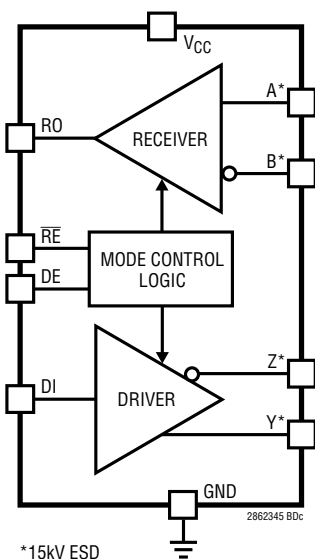 VCC
A*
RO
RECEIVER
B*
RE
MODE CONTROL
LOGIC
DE
Z*
DI
DRIVER
Y*
GND
2862345 BDc
*15kV ESD